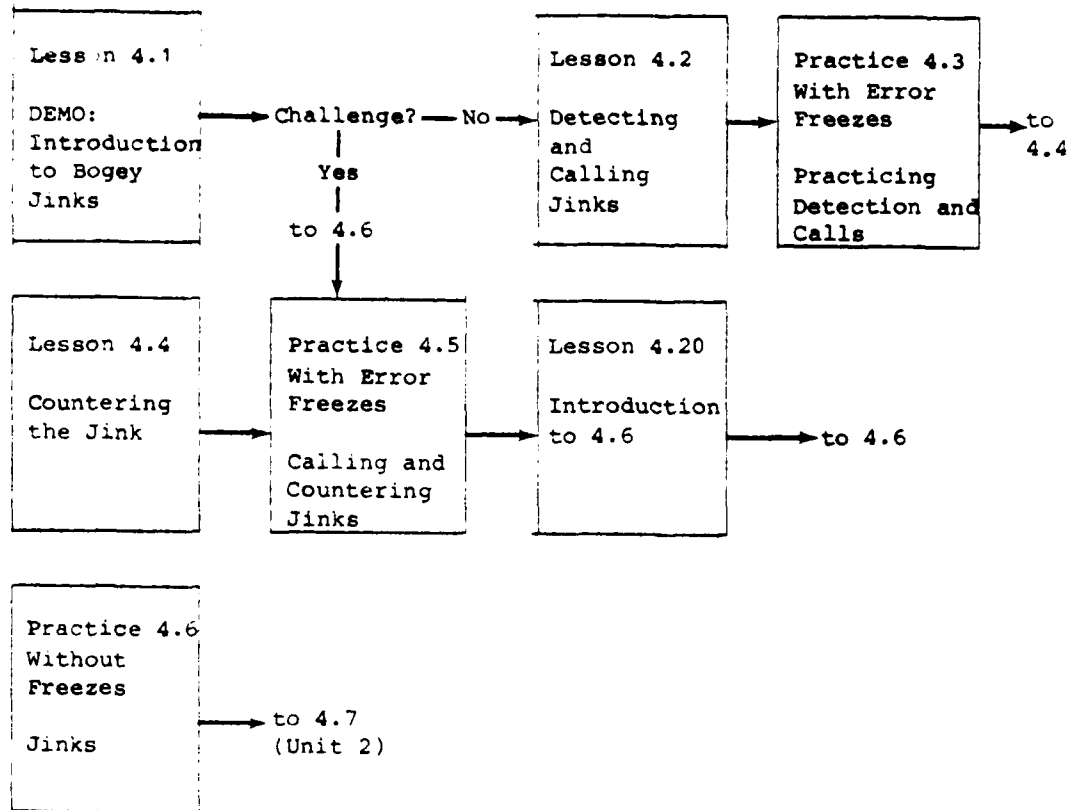 Lesson 4.1
DEMO:
Introduction
to Bogey
Jinks
Challenge?
No
Yes
to 4.6
Lesson 4.2
Detecting
and
Calling
Jinks
Practice 4.3
With Error
Freezes
Practicing
Detection and
Calls
to
4.4
Lesson 4.4
Countering
the Jink
Practice 4.5
With Error
Freezes
Calling and
Countering
Jinks
Lesson 4.20
Introduction
to 4.6
to 4.6
Practice 4.6
Without
Freezes
Jinks
to 4.7
(Unit 2)